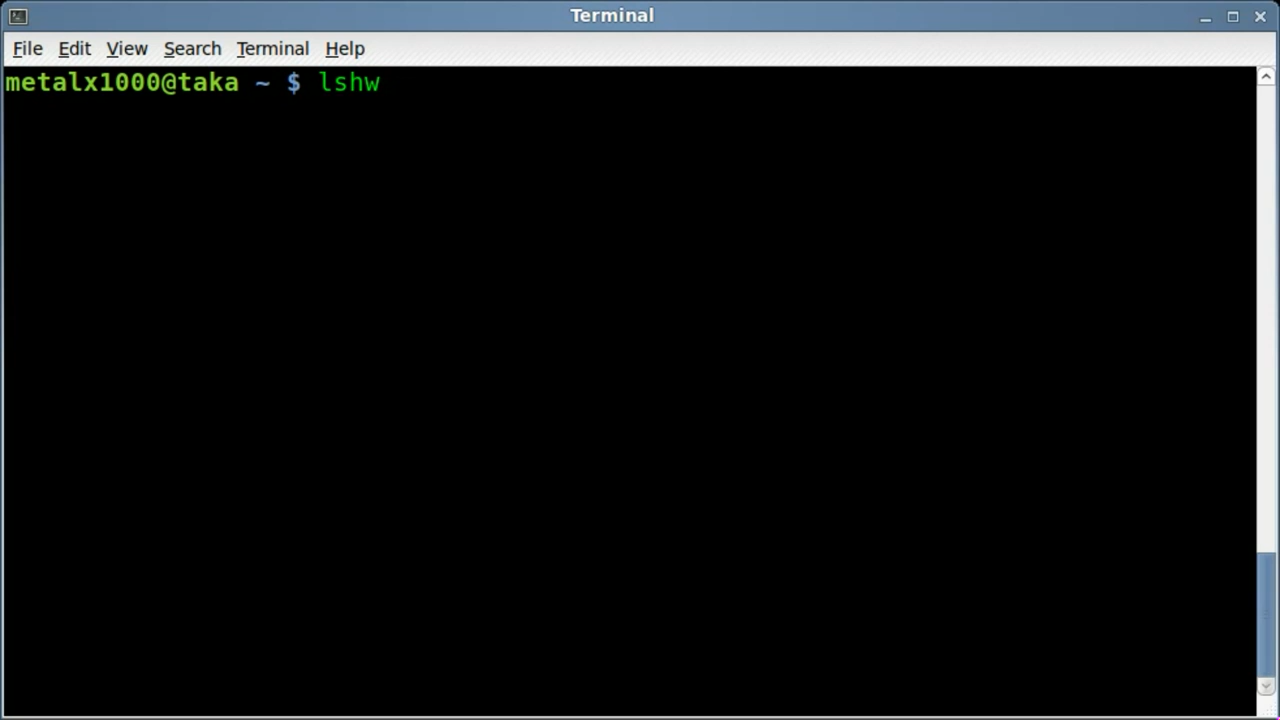 Terminal
File Edit View Search Terminal Help
metalx1000@taka ~ $ lshw